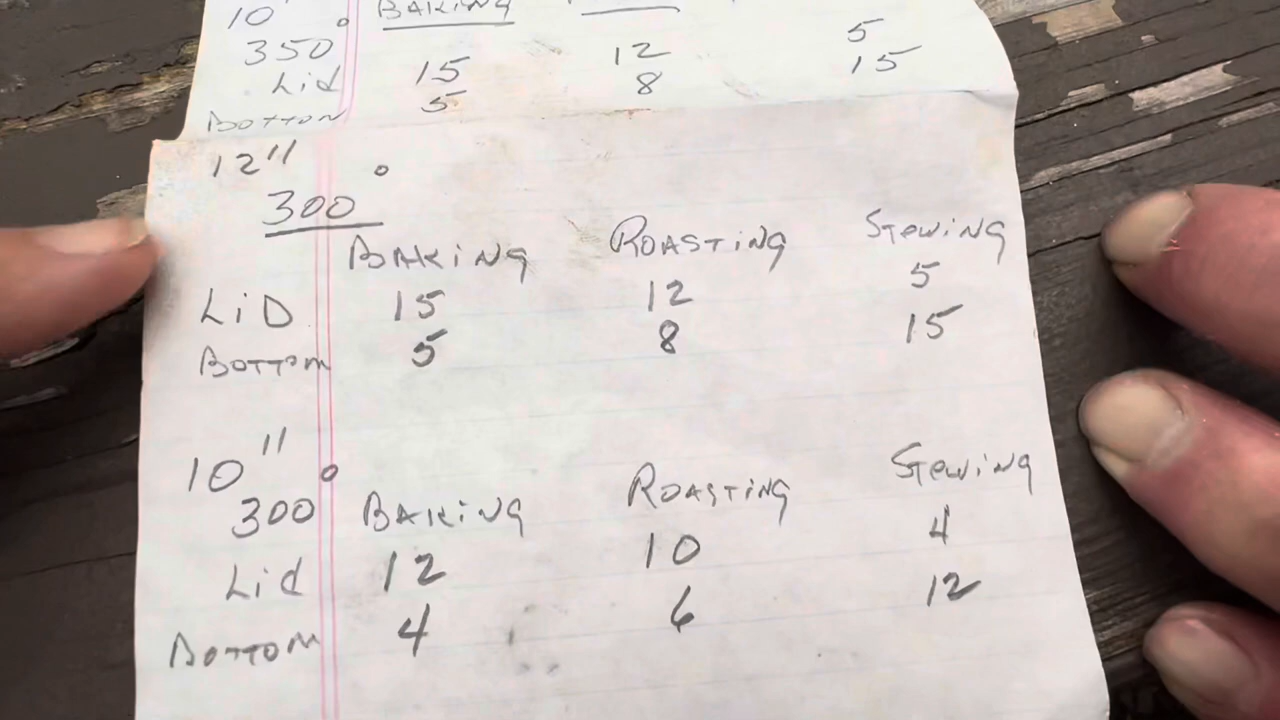 10" BAKING
350°
Lid 15 12 5
Bottom 5 8 15
12"
300°
BAKiNg ROASTiNg STewiNg
LiD 15 12 5
BoTTom 5 8 15
10"
300° BAKiNg ROASTiNg STewiNg
Lid 12 10 4
BoTTom 4 6 12